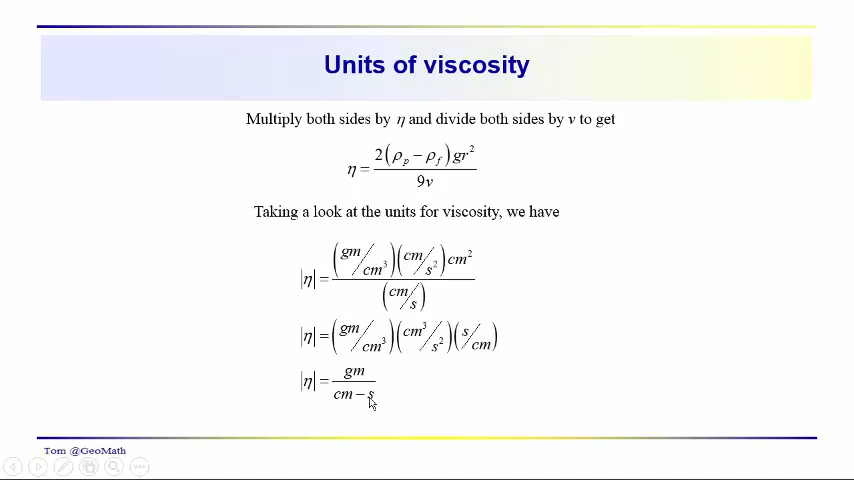 Units of viscosity
Multiply both sides by η and divide both sides by v to get
η = 2(ρ_p − ρ_f)gr² / 9v
Taking a look at the units for viscosity, we have
|η| = (gm/cm³)(cm/s²)cm² / (cm/s)
|η| = (gm/cm³)(cm³/s²)(s/cm)
|η| = gm / cm − s
Tom @GeoMath